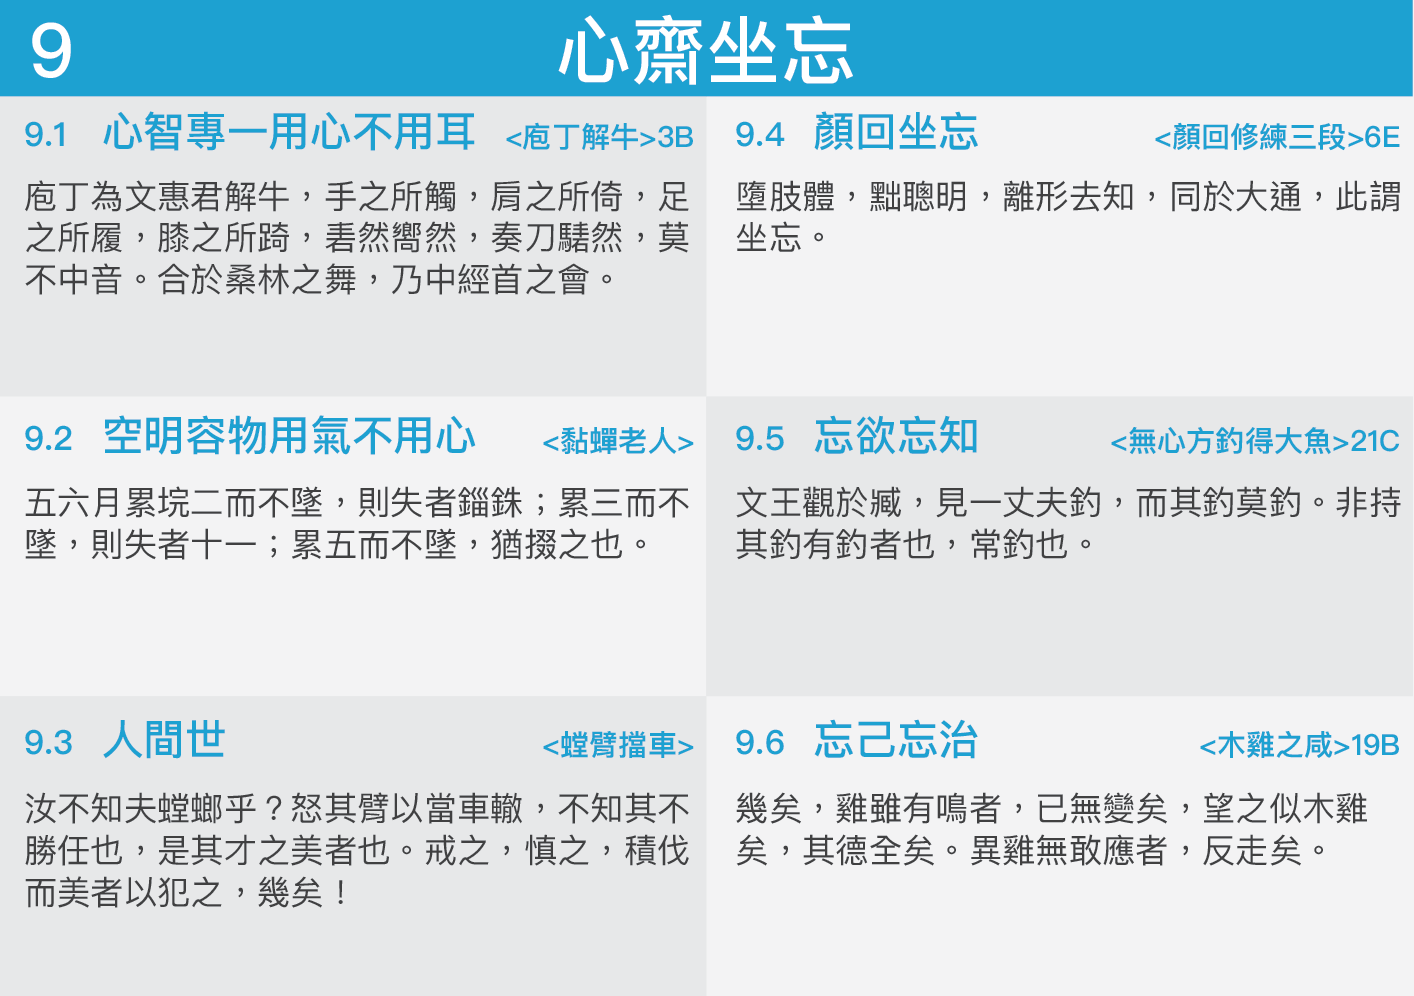 9
心齋坐忘
9.1 心智專一用心不用耳 <庖丁解牛>3B
庖丁為文惠君解牛，手之所觸，肩之所倚，足
之所履，膝之所踦，砉然嚮然，奏刀騞然，莫
不中音。合於桑林之舞，乃中經首之會。
9.2 空明容物用氣不用心 <黏蟬老人>
五六月累垸二而不墜，則失者錙銖；累三而不
墜，則失者十一；累五而不墜，猶掇之也。
9.3 人間世 <螳臂擋車>
汝不知夫螳螂乎？怒其臂以當車轍，不知其不
勝任也，是其才之美者也。戒之，慎之，積伐
而美者以犯之，幾矣！
9.4 顏回坐忘 <顏回修練三段>6E
墮肢體，黜聰明，離形去知，同於大通，此謂
坐忘。
9.5 忘欲忘知 <無心方釣得大魚>21C
文王觀於臧，見一丈夫釣，而其釣莫釣。非持
其釣有釣者也，常釣也。
9.6 忘己忘治 <木雞之咸>19B
幾矣，雞雖有鳴者，已無變矣，望之似木雞
矣，其德全矣。異雞無敢應者，反走矣。